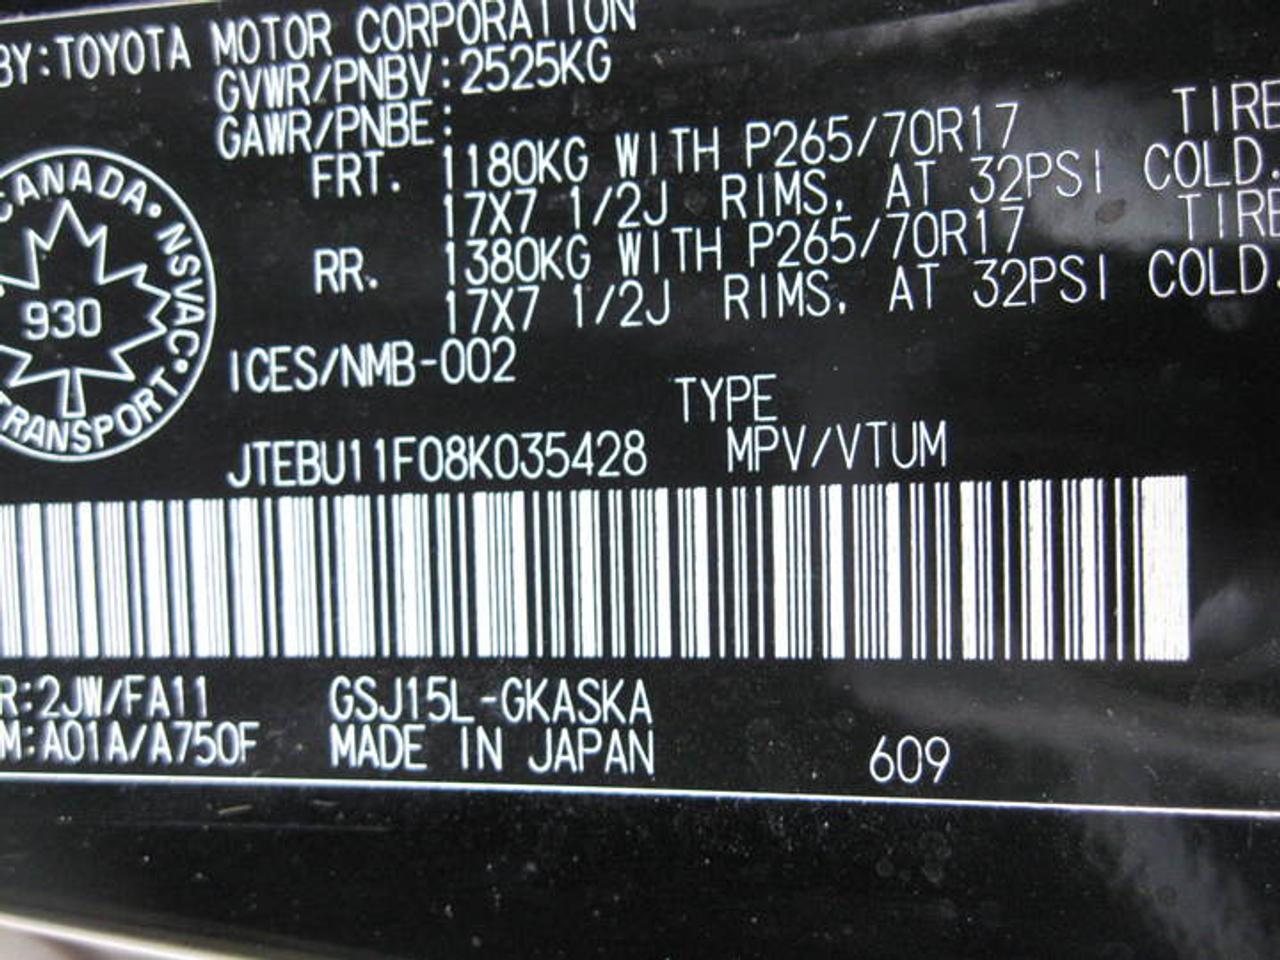 BY:TOYOTA MOTOR CORPORATION
GVWR/PNBV:2525KG
GAWR/PNBE:
FRT. 1180KG WITH P265/70R17 TIRE
17X7 1/2J RIMS, AT 32PSI COLD.
RR. 1380KG WITH P265/70R17 TIRE
17X7 1/2J RIMS, AT 32PSI COLD.
CANADA • NSVAC •
930
TRANSPORT
ICES/NMB-002
TYPE
JTEBU11F08K035428 MPV/VTUM
R:2JW/FA11 GSJ15L-GKASKA
M:A01A/A750F MADE IN JAPAN
609